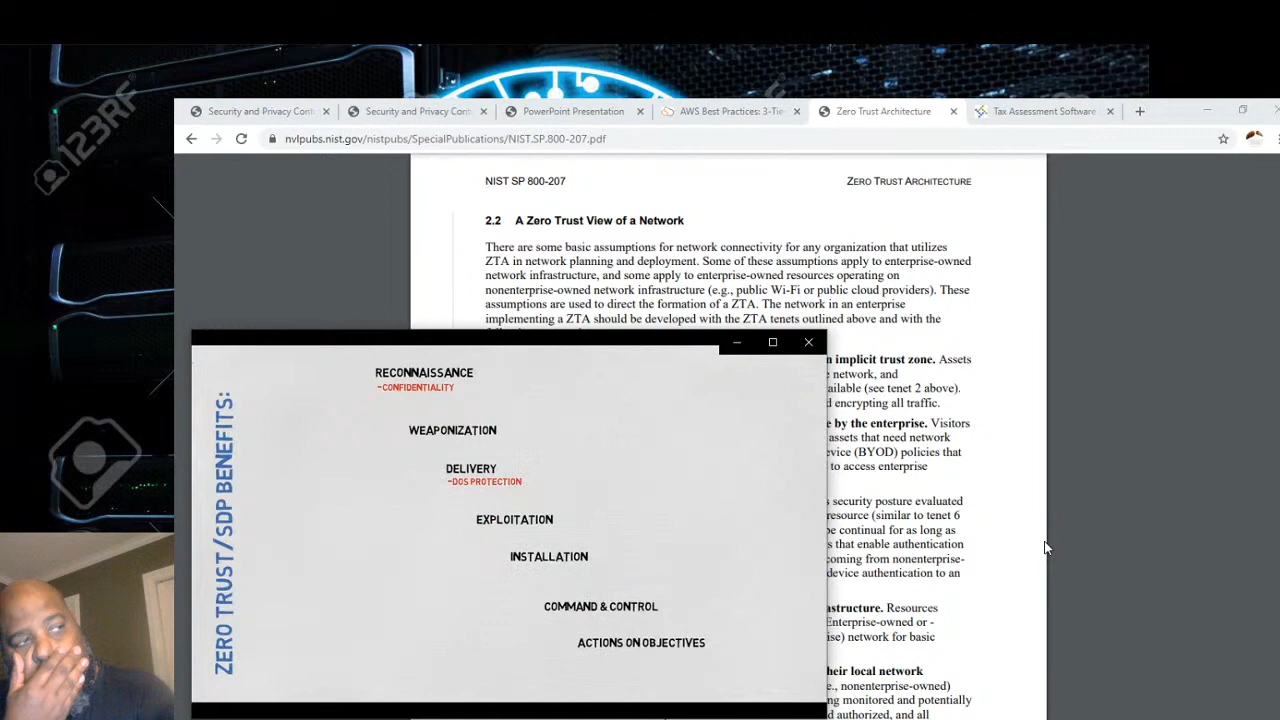 123RF
Security and Privacy Cont
Security and Privacy Cont
PowerPoint Presentation
AWS Best Practices: 3-Tie
Zero Trust Architecture
Tax Assessment Software
nvlpubs.nist.gov/nistpubs/SpecialPublications/NIST.SP.800-207.pdf
NIST SP 800-207
ZERO TRUST ARCHITECTURE
2.2 A Zero Trust View of a Network
There are some basic assumptions for network connectivity for any organization that utilizes
ZTA in network planning and deployment. Some of these assumptions apply to enterprise-owned
network infrastructure, and some apply to enterprise-owned resources operating on
nonenterprise-owned network infrastructure (e.g., public Wi-Fi or public cloud providers). These
assumptions are used to direct the formation of a ZTA. The network in an enterprise
implementing a ZTA should be developed with the ZTA tenets outlined above and with the
n implicit trust zone. Assets
e network, and
ailable (see tenet 2 above).
d encrypting all traffic.
e by the enterprise. Visitors
assets that need network
evice (BYOD) policies that
to access enterprise
s security posture evaluated
resource (similar to tenet 6
be continual for as long as
s that enable authentication
coming from nonenterprise-
device authentication to an
astructure. Resources
Enterprise-owned or -
ise) network for basic
heir local network
e., nonenterprise-owned)
ng monitored and potentially
d authorized, and all
ZERO TRUST/SDP BENEFITS:
RECONNAISSANCE
-CONFIDENTIALITY
WEAPONIZATION
DELIVERY
-DOS PROTECTION
EXPLOITATION
INSTALLATION
COMMAND & CONTROL
ACTIONS ON OBJECTIVES